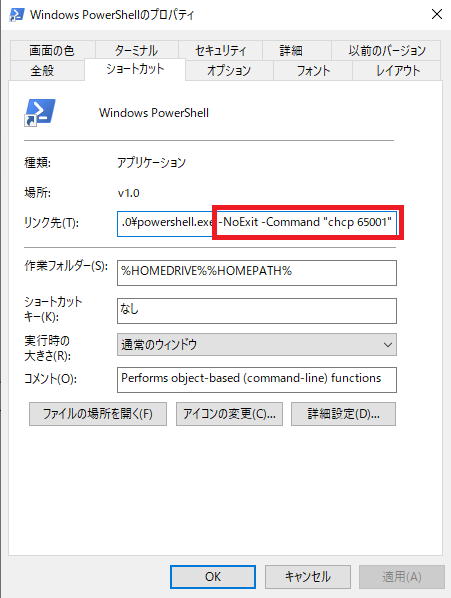 Windows PowerShellのプロパティ
画面の色 ターミナル セキュリティ 詳細 以前のバージョン
全般 ショートカット オプション フォント レイアウト
Windows PowerShell
種類: アプリケーション
場所: v1.0
リンク先(T): .0¥powershell.exe -NoExit -Command "chcp 65001"
作業フォルダー(S): %HOMEDRIVE%%HOMEPATH%
ショートカット
キー(K): なし
実行時の
大きさ(R): 通常のウィンドウ
コメント(O): Performs object-based (command-line) functions
ファイルの場所を開く(F) アイコンの変更(C)... 詳細設定(D)...
OK キャンセル 適用(A)